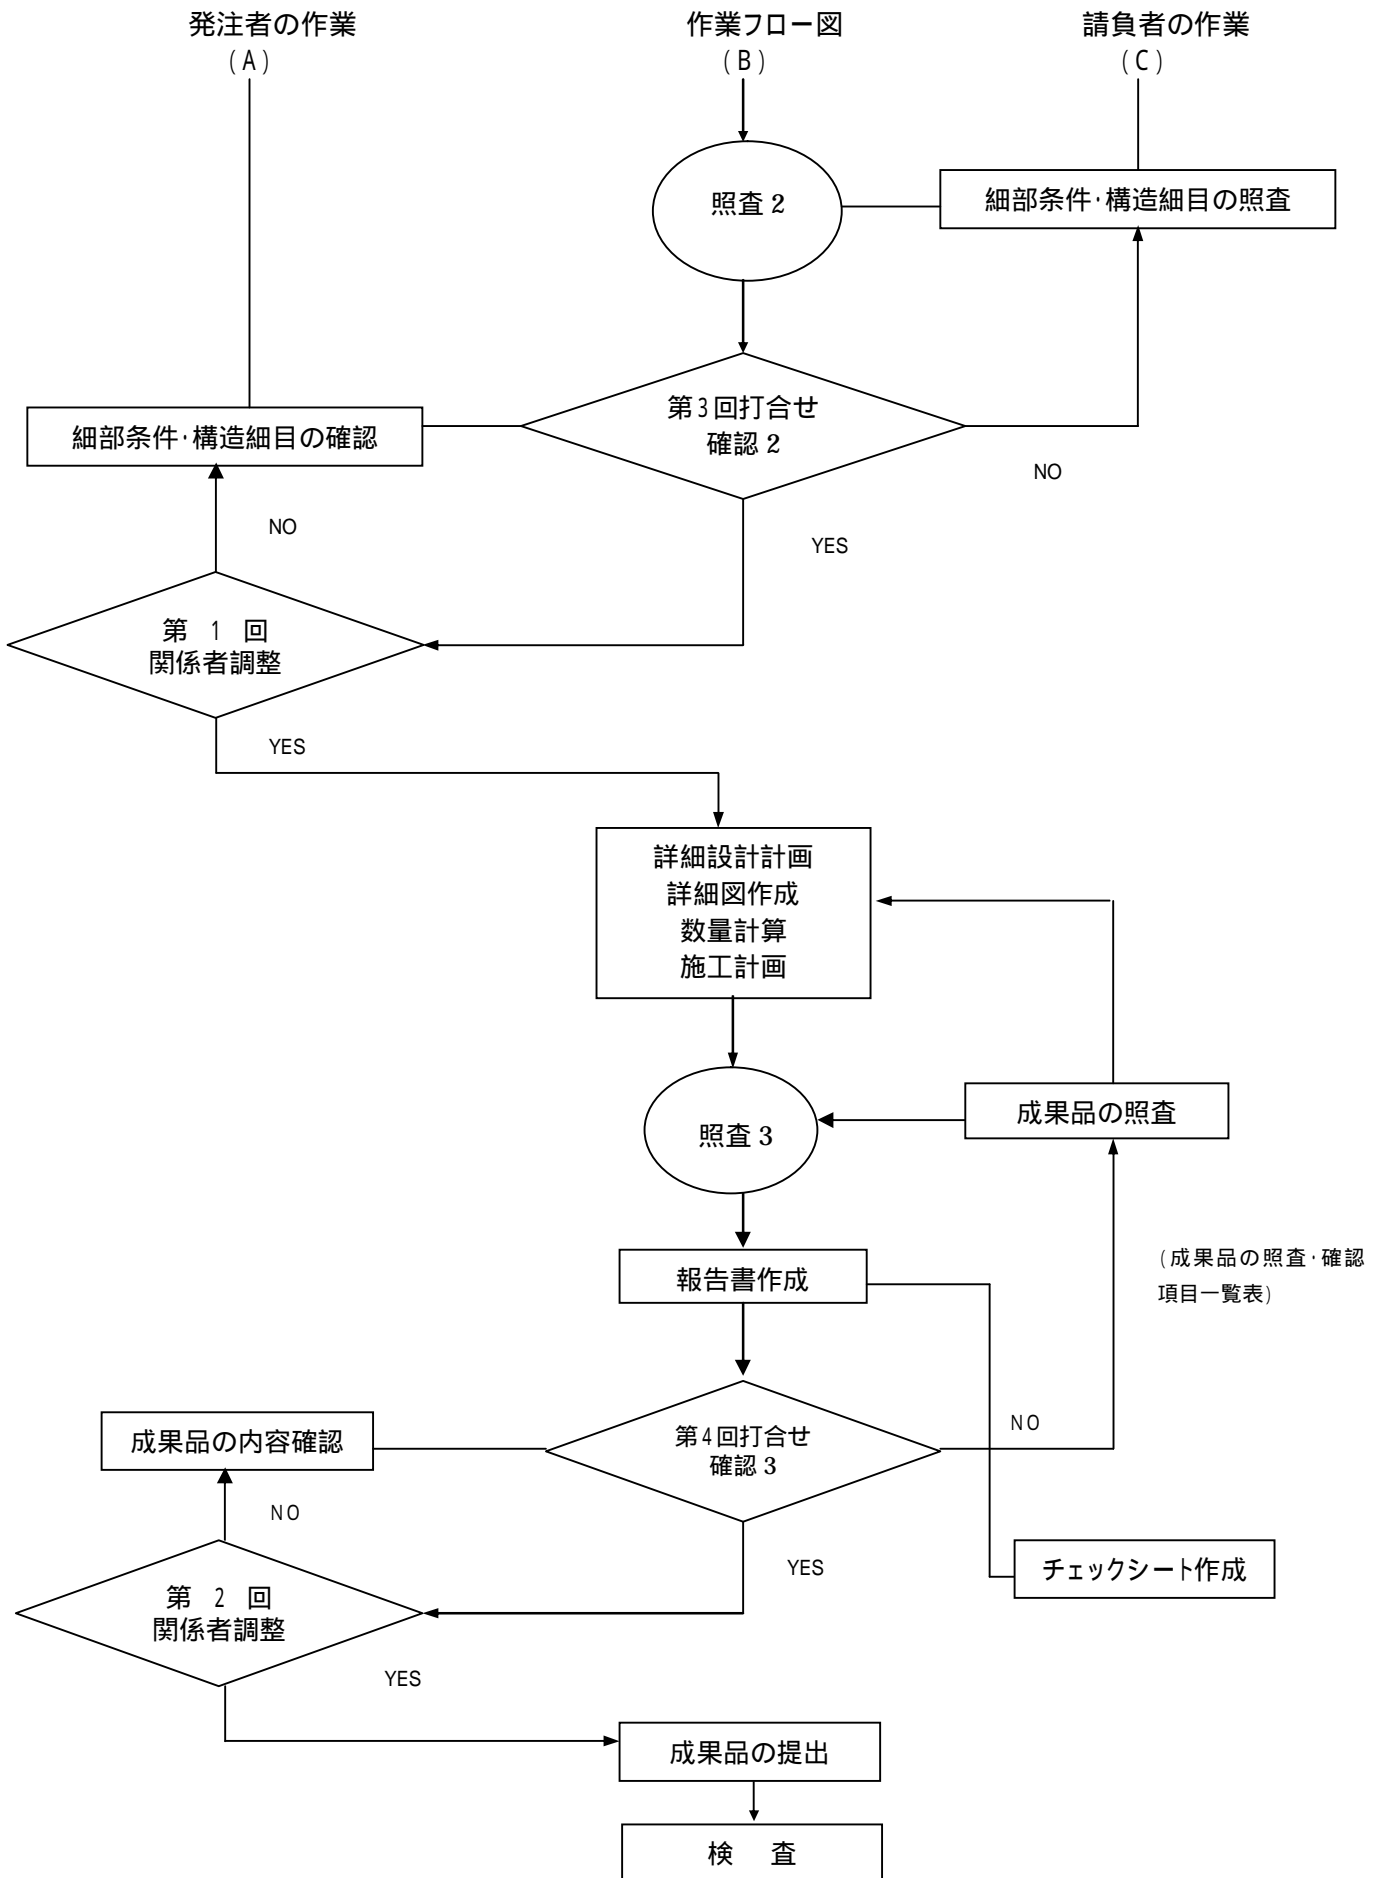 発注者の作業
(A)
作業フロー図
(B)
請負者の作業
(C)
照査2
細部条件・構造細目の照査
第3回打合せ
確認2
細部条件・構造細目の確認
NO
NO
YES
第 1 回
関係者調整
YES
詳細設計計画
詳細図作成
数量計算
施工計画
成果品の照査
照査3
(成果品の照査・確認
項目一覧表)
報告書作成
第4回打合せ
確認3
NO
成果品の内容確認
NO
YES
チェックシート作成
第 2 回
関係者調整
YES
成果品の提出
検 査